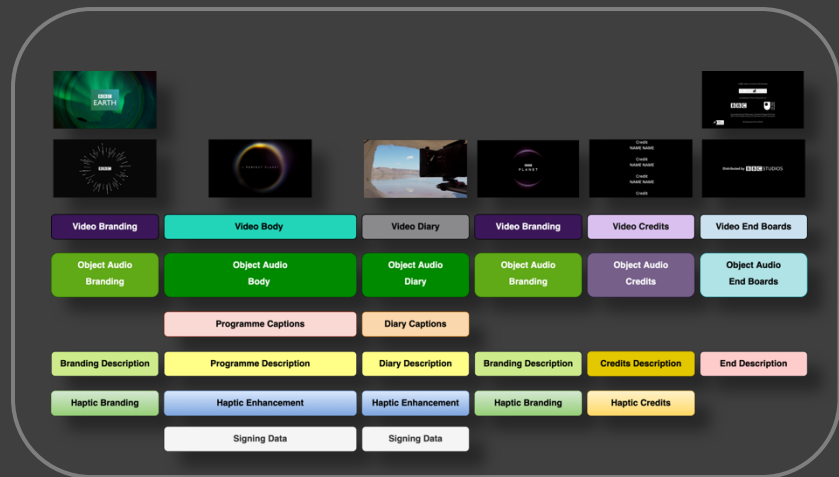 BBC
EARTH
BBC
A PERFECT PLANET
BBC
PLANET
Credit
NAME NAME
Credit
NAME NAME
Credit
NAME NAME
Credit
NAME NAME
Credit
BBC
Distributed by BBC STUDIOS
Video Branding
Video Body
Video Diary
Video Branding
Video Credits
Video End Boards
Object Audio
Branding
Object Audio
Body
Object Audio
Diary
Object Audio
Branding
Object Audio
Credits
Object Audio
End Boards
Programme Captions
Diary Captions
Branding Description
Programme Description
Diary Description
Branding Description
Credits Description
End Description
Haptic Branding
Haptic Enhancement
Haptic Enhancement
Haptic Branding
Haptic Credits
Signing Data
Signing Data